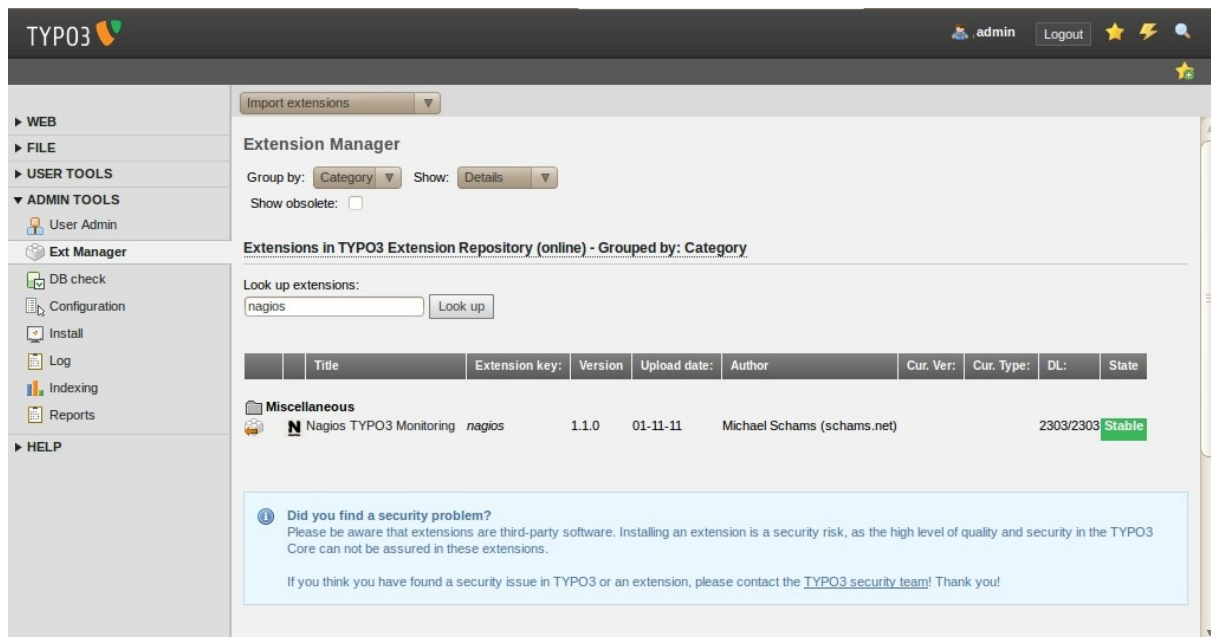 TYPO3
admin
Logout
Import extensions
WEB
FILE
USER TOOLS
ADMIN TOOLS
User Admin
Ext Manager
DB check
Configuration
Install
Log
Indexing
Reports
HELP
Extension Manager
Group by: Category Show: Details
Show obsolete:
Extensions in TYPO3 Extension Repository (online) - Grouped by: Category
Look up extensions:
nagios Look up
Title Extension key: Version Upload date: Author Cur. Ver: Cur. Type: DL: State
Miscellaneous
N Nagios TYPO3 Monitoring nagios 1.1.0 01-11-11 Michael Schams (schams.net) 2303/2303 Stable
Did you find a security problem?
Please be aware that extensions are third-party software. Installing an extension is a security risk, as the high level of quality and security in the TYPO3
Core can not be assured in these extensions.
If you think you have found a security issue in TYPO3 or an extension, please contact the TYPO3 security team! Thank you!